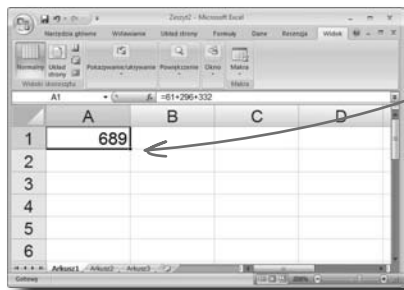 Zeszyt2 - Microsoft Excel
Narzędzia główne Wstawianie Układ strony Formuły Dane Recenzja Widok
Normalny Układ strony Pokazywanie/ukrywanie Powiększenie Okno Makra
Widoki skoroszytu Makra
A1 fx =61+296+332
A B C D
1 689
2
3
4
5
6
Arkusz1 Arkusz2 Arkusz3
Gotowy 200%